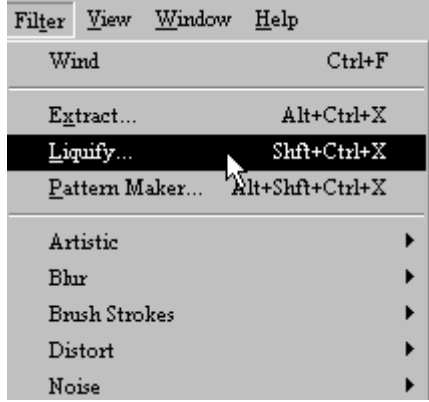 Filter View Window Help
Wind Ctrl+F
Extract... Alt+Ctrl+X
Liquify... Shft+Ctrl+X
Pattern Maker... Alt+Shft+Ctrl+X
Artistic
Blur
Brush Strokes
Distort
Noise